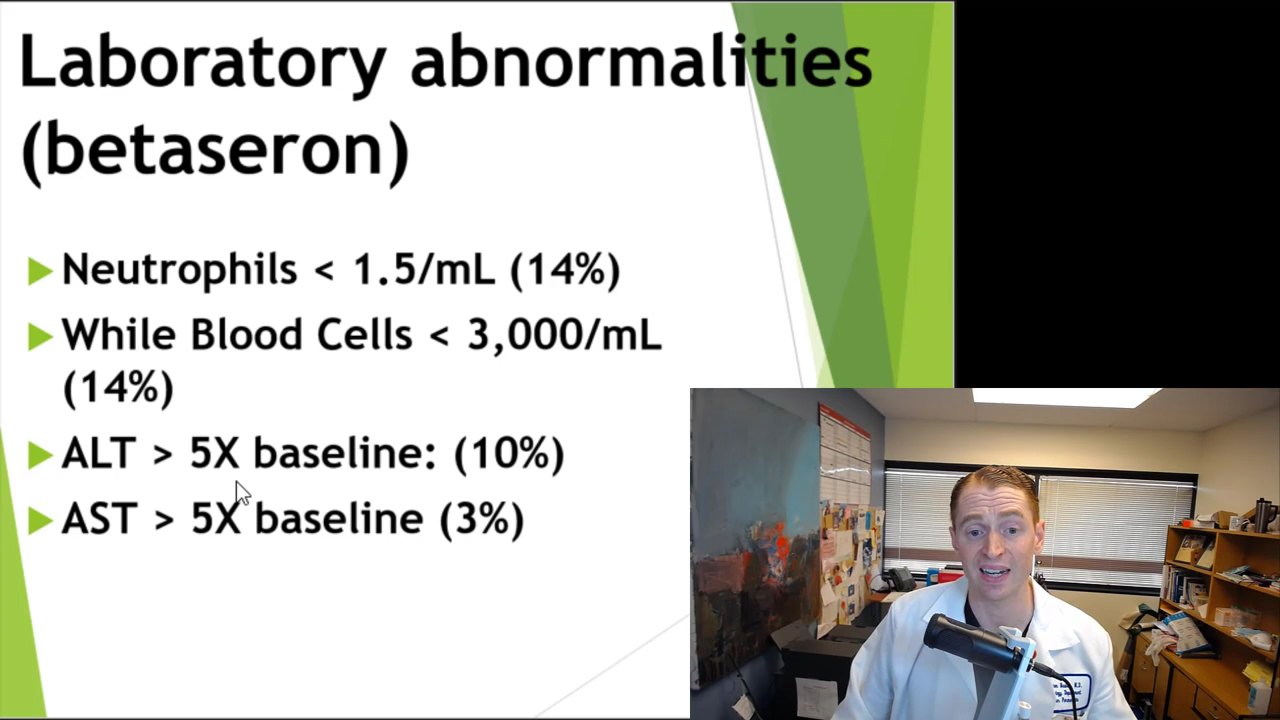 Laboratory abnormalities
(betaseron)
Neutrophils < 1.5/mL (14%)
While Blood Cells < 3,000/mL
(14%)
ALT > 5X baseline: (10%)
AST > 5X baseline (3%)